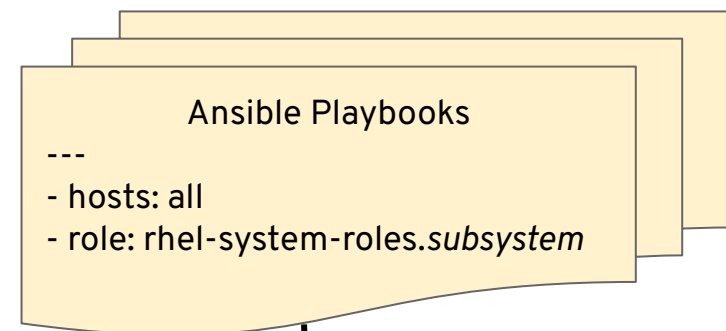 Ansible Playbooks
---
- hosts: all
- role: rhel-system-roles.subsystem